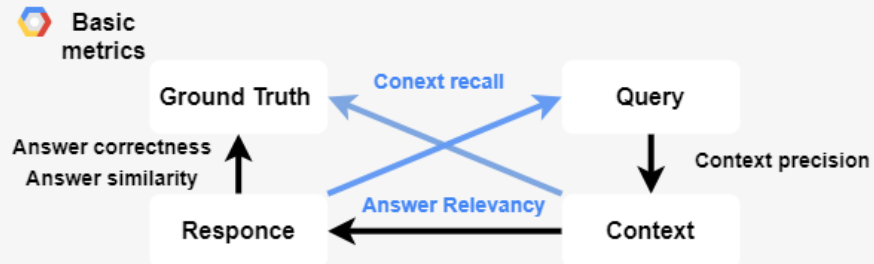 Basic
metrics
Ground Truth
Conext recall
Query
Answer correctness
Answer similarity
Context precision
Answer Relevancy
Responce
Context